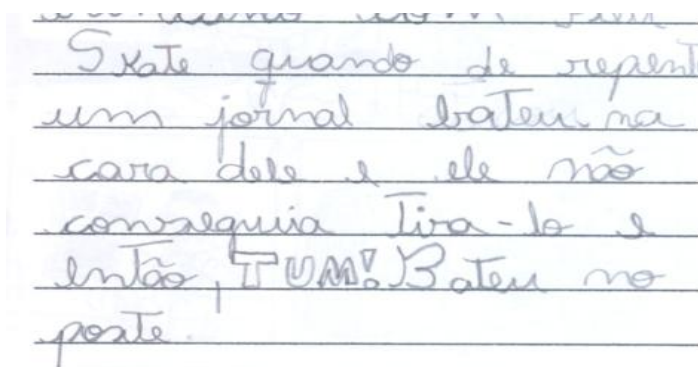 Skate quando de repent
um jornal bateu na
cara dele e ele não
conseguia tira-lo e
então, TUM! Bateu no
poste.